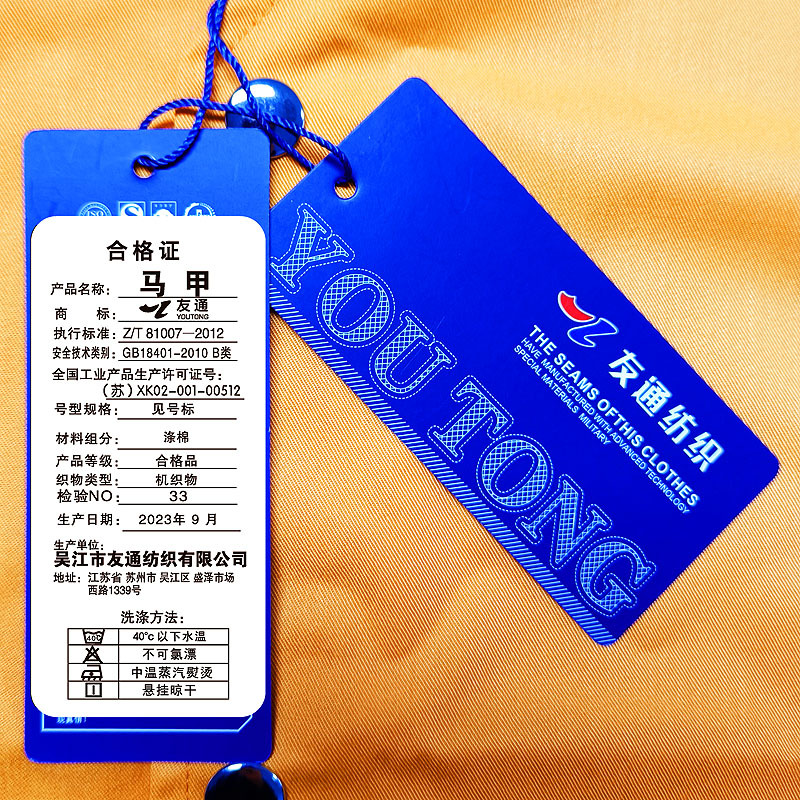 ISO
合格证
产品名称: 马甲
商 标: 友通
YOUTONG
执行标准: Z/T 81007—2012
安全技术类别: GB18401-2010 B类
全国工业产品生产许可证号:
(苏) XK02-001-00512
号型规格: 见号标
材料组分: 涤棉
产品等级: 合格品
织物类型: 机织物
检验NO: 33
生产日期: 2023年 9 月
生产单位:
吴江市友通纺织有限公司
地址: 江苏省 苏州市 吴江区 盛泽市场
西路1339号
洗涤方法:
40 40℃以下水温
不可氯漂
中温蒸汽熨烫
悬挂晾干
YOU TONG
友通纺织
THE SEAMS OFTHIS CLOTHES
HAVE MANUFACTURED WITH ADVANCED TECHNOLOGY
SPECIAL MATERIALS MILITARY